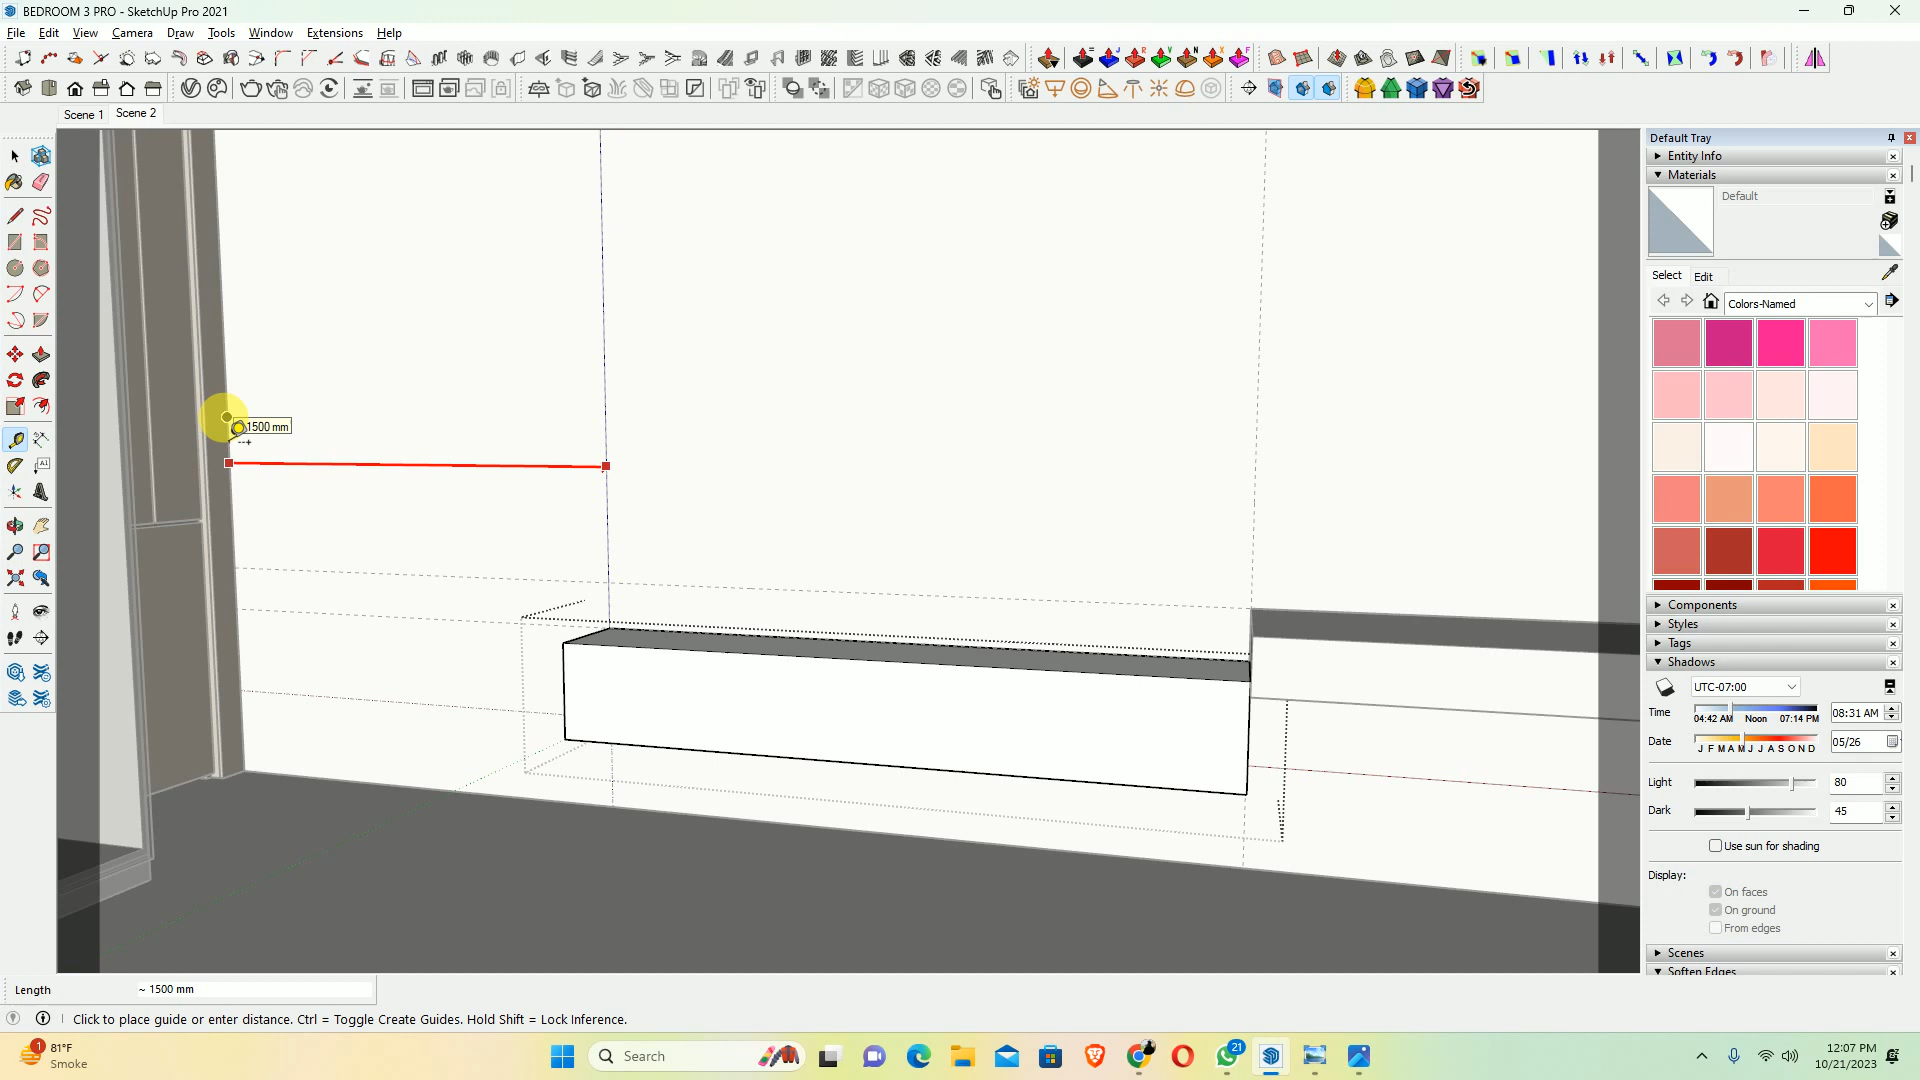 BEDROOM 3 PRO - SketchUp Pro 2021
File Edit View Camera Draw Tools Window Extensions Help
Scene 1 Scene 2
1500 mm
Default Tray
Entity Info
Materials
Default
Select Edit
Colors-Named
Components
Styles
Tags
Shadows
UTC-07:00
Time 04:42 AM Noon 07:14 PM 08:31 AM
Date J F M A M J J A S O N D 05/26
Light 80
Dark 45
Use sun for shading
Display:
On faces
On ground
From edges
Scenes
Soften Edges
Length ~ 1500 mm
Click to place guide or enter distance. Ctrl = Toggle Create Guides. Hold Shift = Lock Inference.
1
81°F
Smoke
Search
21
12:07 PM
10/21/2023